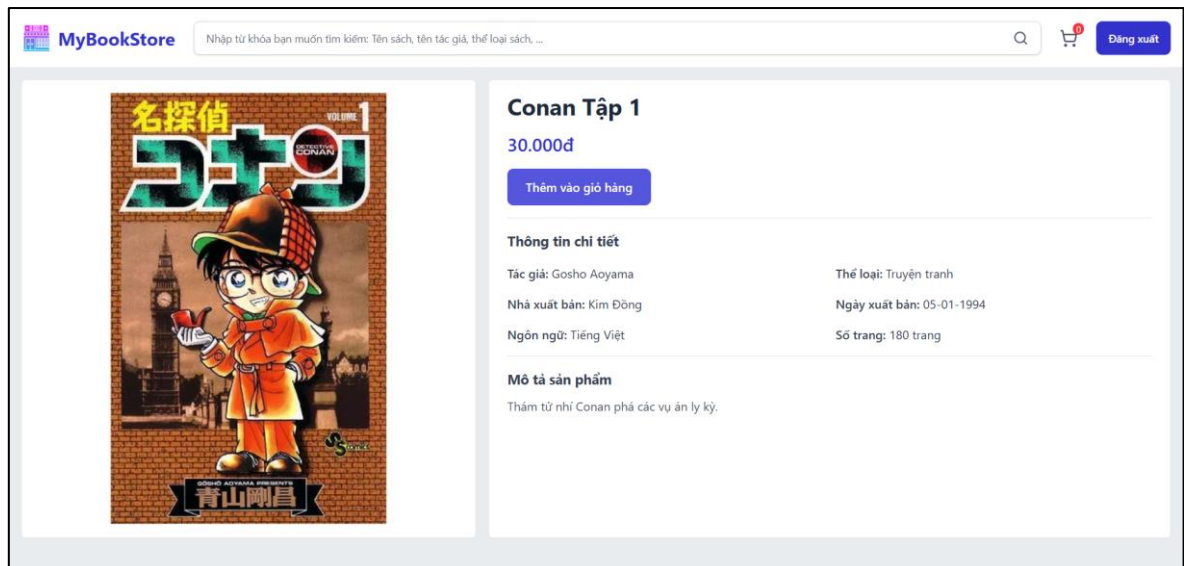 MyBookStore
Nhập từ khóa bạn muốn tìm kiếm: Tên sách, tên tác giả, thể loại sách, ...
0
Đăng xuất
名探偵
VOLUME 1
コナン
DETECTIVE
CONAN
GOSHO AOYAMA PRESENTS
青山剛昌
Conan Tập 1
30.000đ
Thêm vào giỏ hàng
Thông tin chi tiết
Tác giả: Gosho Aoyama
Thể loại: Truyện tranh
Nhà xuất bản: Kim Đồng
Ngày xuất bản: 05-01-1994
Ngôn ngữ: Tiếng Việt
Số trang: 180 trang
Mô tả sản phẩm
Thám tử nhí Conan phá các vụ án ly kỳ.